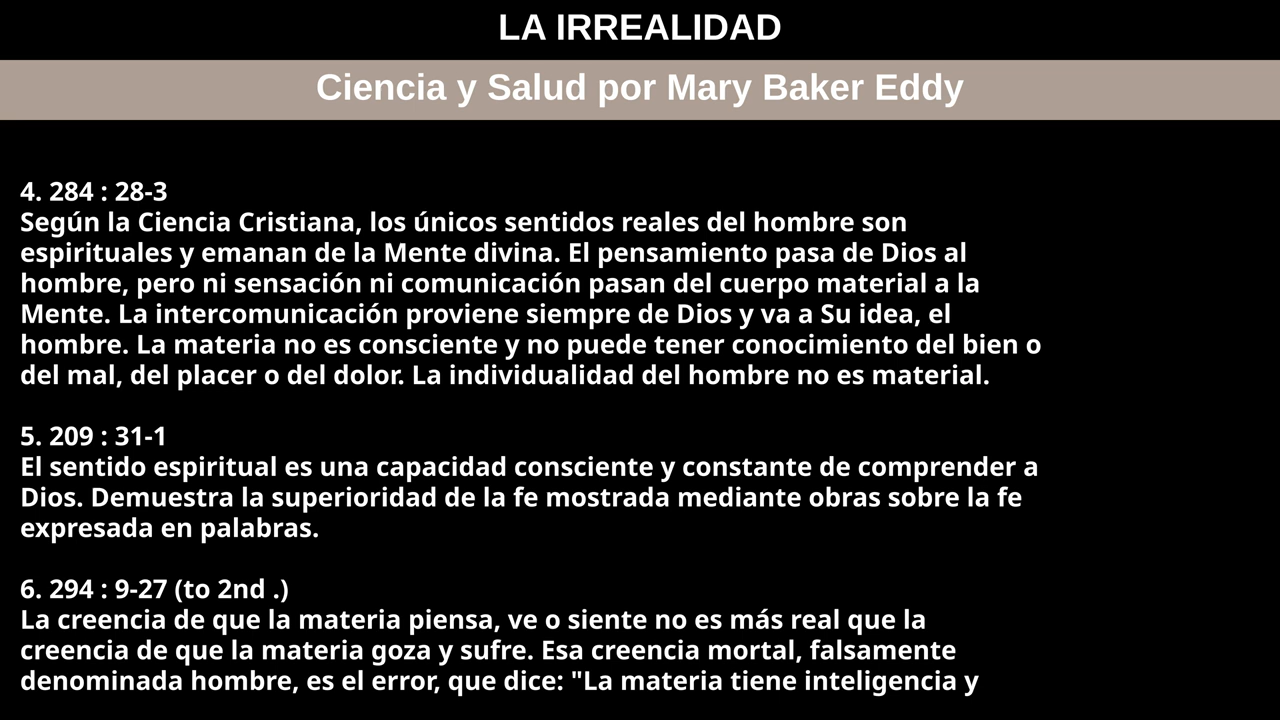 LA IRREALIDAD
Ciencia y Salud por Mary Baker Eddy
4. 284 : 28-3
Según la Ciencia Cristiana, los únicos sentidos reales del hombre son
espirituales y emanan de la Mente divina. El pensamiento pasa de Dios al
hombre, pero ni sensación ni comunicación pasan del cuerpo material a la
Mente. La intercomunicación proviene siempre de Dios y va a Su idea, el
hombre. La materia no es consciente y no puede tener conocimiento del bien o
del mal, del placer o del dolor. La individualidad del hombre no es material.
5. 209 : 31-1
El sentido espiritual es una capacidad consciente y constante de comprender a
Dios. Demuestra la superioridad de la fe mostrada mediante obras sobre la fe
expresada en palabras.
6. 294 : 9-27 (to 2nd .)
La creencia de que la materia piensa, ve o siente no es más real que la
creencia de que la materia goza y sufre. Esa creencia mortal, falsamente
denominada hombre, es el error, que dice: "La materia tiene inteligencia y